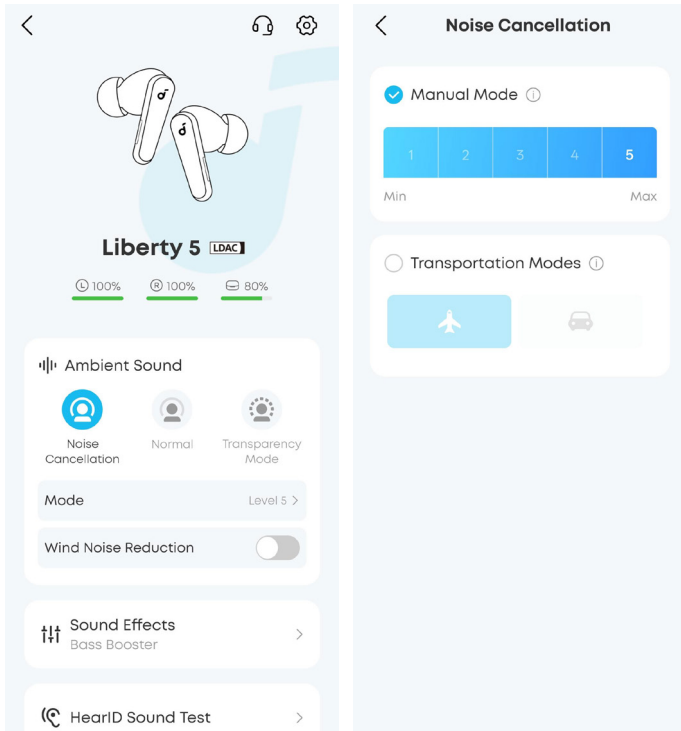 Liberty 5 LDAC
L 100% R 100% 80%
Ambient Sound
Noise
Cancellation
Normal
Transparency
Mode
Mode Level 5 >
Wind Noise Reduction
Sound Effects
Bass Booster
HearID Sound Test
Noise Cancellation
Manual Mode
1 2 3 4 5
Min Max
Transportation Modes